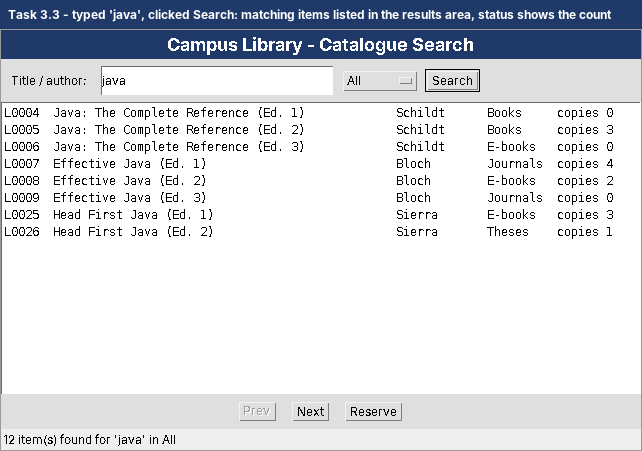 Task 3.3 - typed 'java', clicked Search: matching items listed in the results area, status shows the count
Campus Library - Catalogue Search
Title / author: java All Search
L0004 Java: The Complete Reference (Ed. 1) Schildt Books copies 0
L0005 Java: The Complete Reference (Ed. 2) Schildt Books copies 3
L0006 Java: The Complete Reference (Ed. 3) Schildt E-books copies 0
L0007 Effective Java (Ed. 1) Bloch Journals copies 4
L0008 Effective Java (Ed. 2) Bloch E-books copies 2
L0009 Effective Java (Ed. 3) Bloch Journals copies 0
L0025 Head First Java (Ed. 1) Sierra E-books copies 3
L0026 Head First Java (Ed. 2) Sierra Theses copies 1
Prev Next Reserve
12 item(s) found for 'java' in All